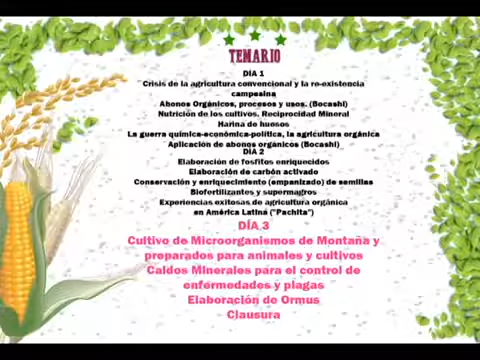 TEMARIO
DÍA 1
Crisis de la agricultura convencional y la re-existencia
campesina
Abonos Orgánicos, procesos y usos. (Bocashi)
Nutrición de los cultivos. Reciprocidad Mineral
Harina de huesos
La guerra química-económica-política, la agricultura orgánica
Aplicación de abonos orgánicos (Bocashi)
DÍA 2
Elaboración de fosfitos enriquecidos
Elaboración de carbón activado
Conservación y enriquecimiento (empanizado) de semillas
Biofertilizantes y supermagros
Experiencias exitosas de agricultura orgánica
en América Latina ("Pachita")
DÍA 3
Cultivo de Microorganismos de Montaña y
preparados para animales y cultivos
Caldos Minerales para el control de
enfermedades y plagas
Elaboración de Ormus
Clausura